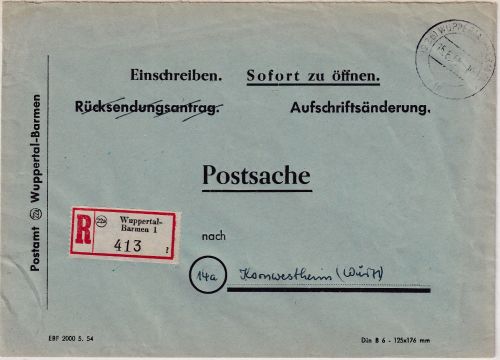 Einschreiben. Sofort zu öffnen.
Rücksendungsantrag. Aufschriftsänderung.
Postsache
Postamt 22a Wuppertal-Barmen
R 22a Wuppertal-
Barmen 1
413
nach
14a Kornwestheim (Württ)
EBF 2000 5. 54
Din B 6 - 125x176 mm